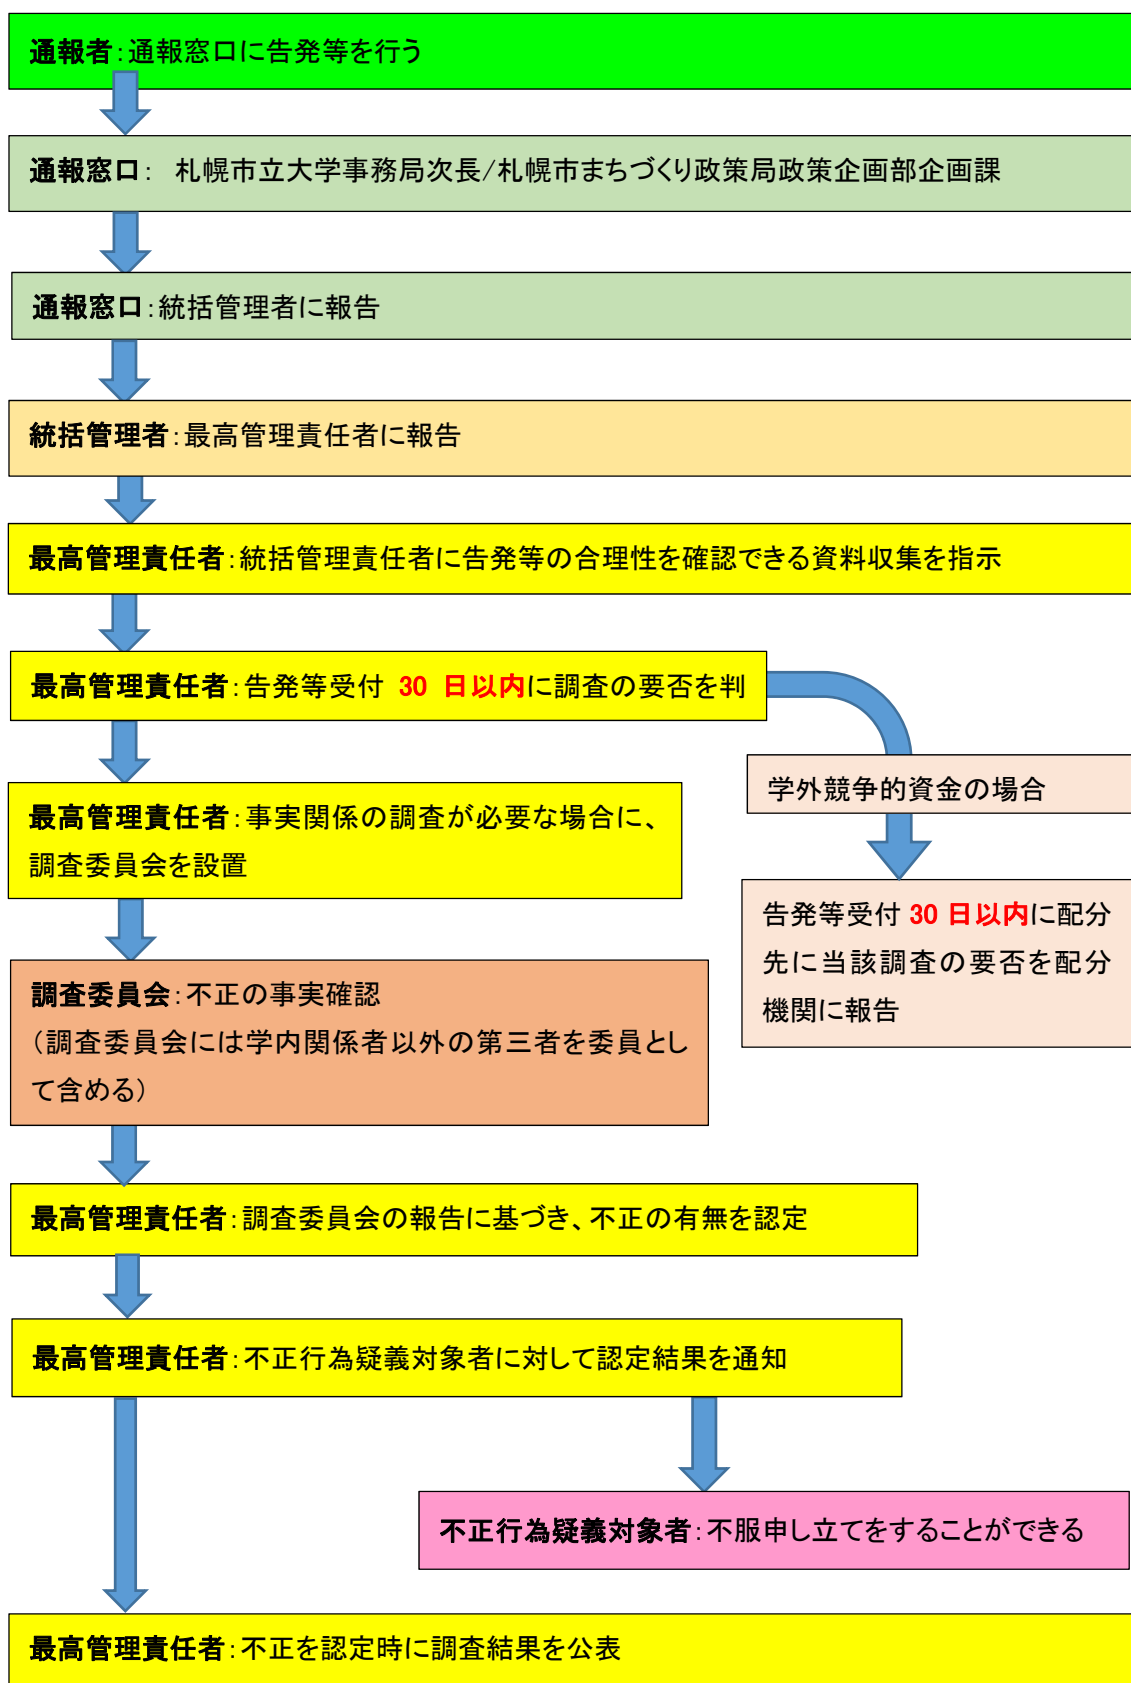 通報者：通報窓口に告発等を行う
通報窓口：　札幌市立大学事務局次長/札幌市まちづくり政策局政策企画部企画課
通報窓口：統括管理者に報告
統括管理者：最高管理責任者に報告
最高管理責任者：統括管理責任者に告発等の合理性を確認できる資料収集を指示
最高管理責任者：告発等受付 30 日以内に調査の要否を判
学外競争的資金の場合
最高管理責任者：事実関係の調査が必要な場合に、
調査委員会を設置
告発等受付 30 日以内に配分
先に当該調査の要否を配分
機関に報告
調査委員会：不正の事実確認
（調査委員会には学内関係者以外の第三者を委員とし
て含める）
最高管理責任者：調査委員会の報告に基づき、不正の有無を認定
最高管理責任者：不正行為疑義対象者に対して認定結果を通知
不正行為疑義対象者：不服申し立てをすることができる
最高管理責任者：不正を認定時に調査結果を公表